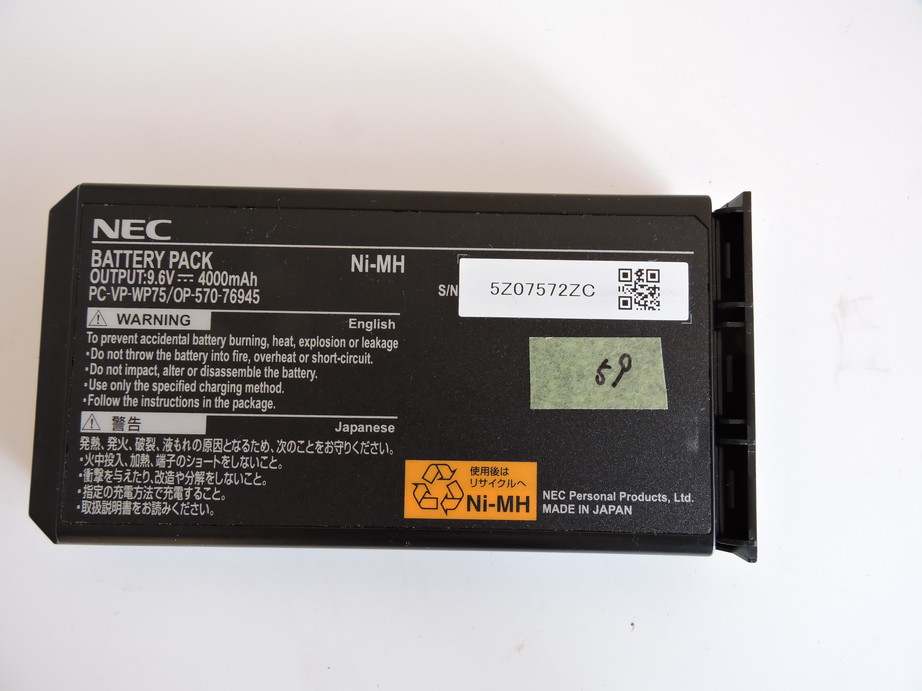 NEC
BATTERY PACK
Ni-MH
OUTPUT:9.6V ⎓ 4000mAh
PC-VP-WP75/OP-570-76945
S/N
5Z07572ZC
⚠ WARNING
English
To prevent accidental battery burning, heat, explosion or leakage
・Do not throw the battery into fire, overheat or short-circuit.
・Do not impact, alter or disassemble the battery.
・Use only the specified charging method.
・Follow the instructions in the package.
59
⚠ 警告
Japanese
発熱、発火、破裂、液もれの原因となるため、次のことをお守りください。
・火中投入、加熱、端子のショートをしないこと。
・衝撃を与えたり、改造や分解をしないこと。
・指定の充電方法で充電すること。
・取扱説明書をお読みください。
使用後は
リサイクルへ
Ni-MH
NEC Personal Products, Ltd.
MADE IN JAPAN